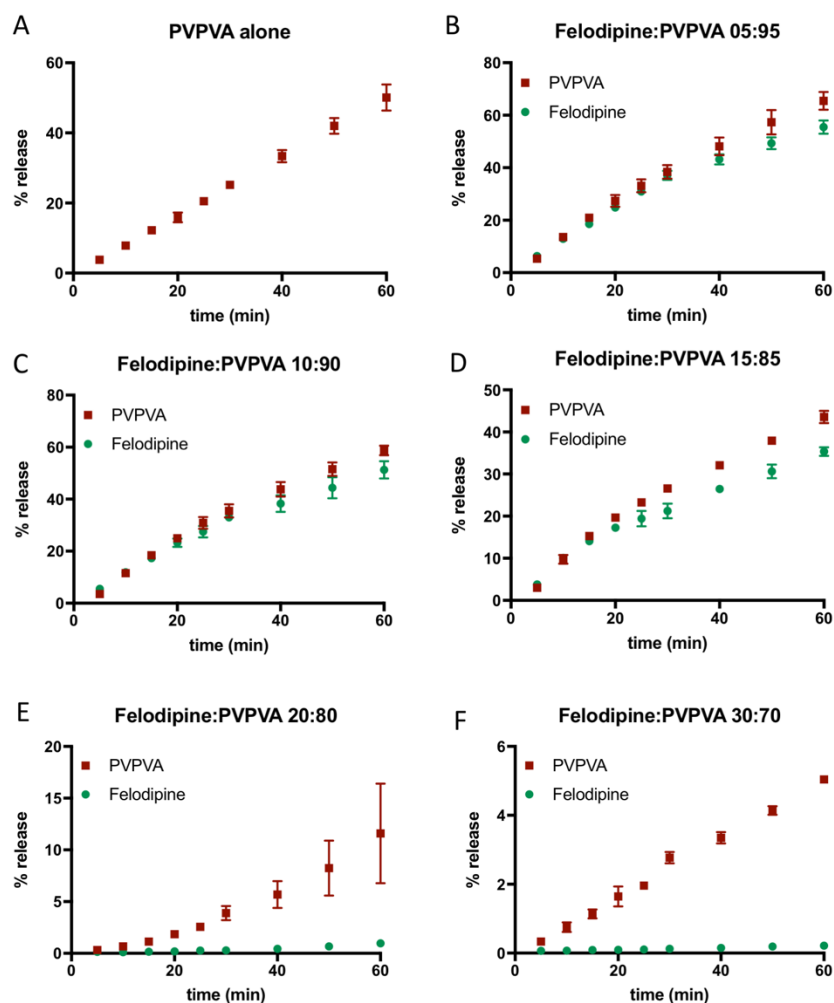 A
PVPVA alone
60
40
20
0
0
20
40
60
% release
time (min)
B
Felodipine:PVPVA 05:95
PVPVA
Felodipine
80
60
40
20
0
0
20
40
60
% release
time (min)
C
Felodipine:PVPVA 10:90
PVPVA
Felodipine
80
60
40
20
0
0
20
40
60
% release
time (min)
D
Felodipine:PVPVA 15:85
PVPVA
Felodipine
50
40
30
20
10
0
0
20
40
60
% release
time (min)
E
Felodipine:PVPVA 20:80
PVPVA
Felodipine
20
15
10
5
0
0
20
40
60
% release
time (min)
F
Felodipine:PVPVA 30:70
PVPVA
Felodipine
6
4
2
0
0
20
40
60
% release
time (min)